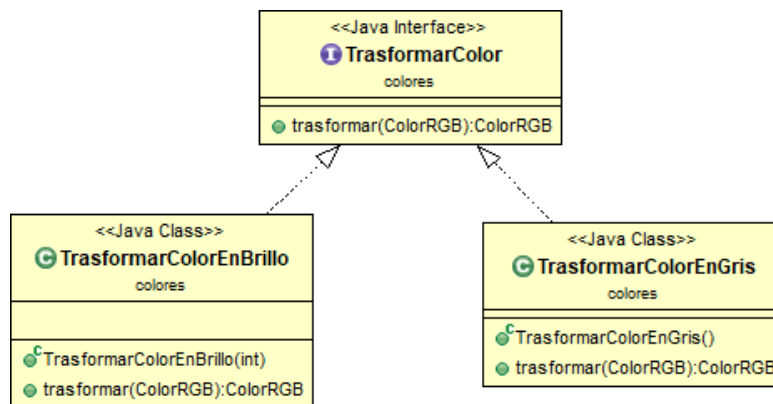 <<Java Interface>>
TrasformarColor
colores
trasformar(ColorRGB):ColorRGB
<<Java Class>>
TrasformarColorEnBrillo
colores
TrasformarColorEnBrillo(int)
trasformar(ColorRGB):ColorRGB
<<Java Class>>
TrasformarColorEnGris
colores
TrasformarColorEnGris()
trasformar(ColorRGB):ColorRGB